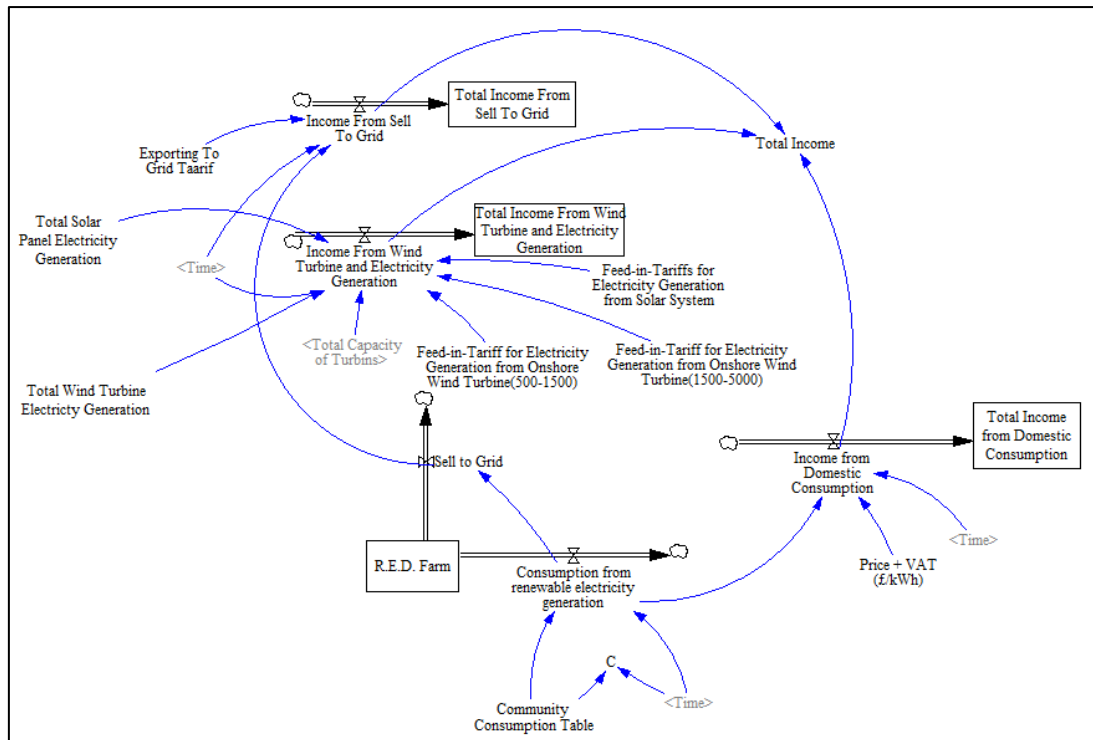 Total Income From
Sell To Grid
Income From Sell
To Grid
Exporting To
Grid Taarif
Total Income
Total Solar
Panel Electricity
Generation
Total Income From Wind
Turbine and Electricity
Generation
Income From Wind
Turbine and Electricity
Generation
<Time>
Feed-in-Tariffs for
Electricity Generation
from Solar System
<Total Capacity
of Turbins>
Feed-in-Tariff for Electricity
Generation from Onshore
Wind Turbine(500-1500)
Feed-in-Tariff for Electricity
Generation from Onshore Wind
Turbine(1500-5000)
Total Wind Turbine
Electricty Generation
Total Income
from Domestic
Consumption
Sell to Grid
Income from
Domestic
Consumption
<Time>
Price + VAT
(£/kWh)
R.E.D. Farm
Consumption from
renewable electricity
generation
C
Community
Consumption Table
<Time>